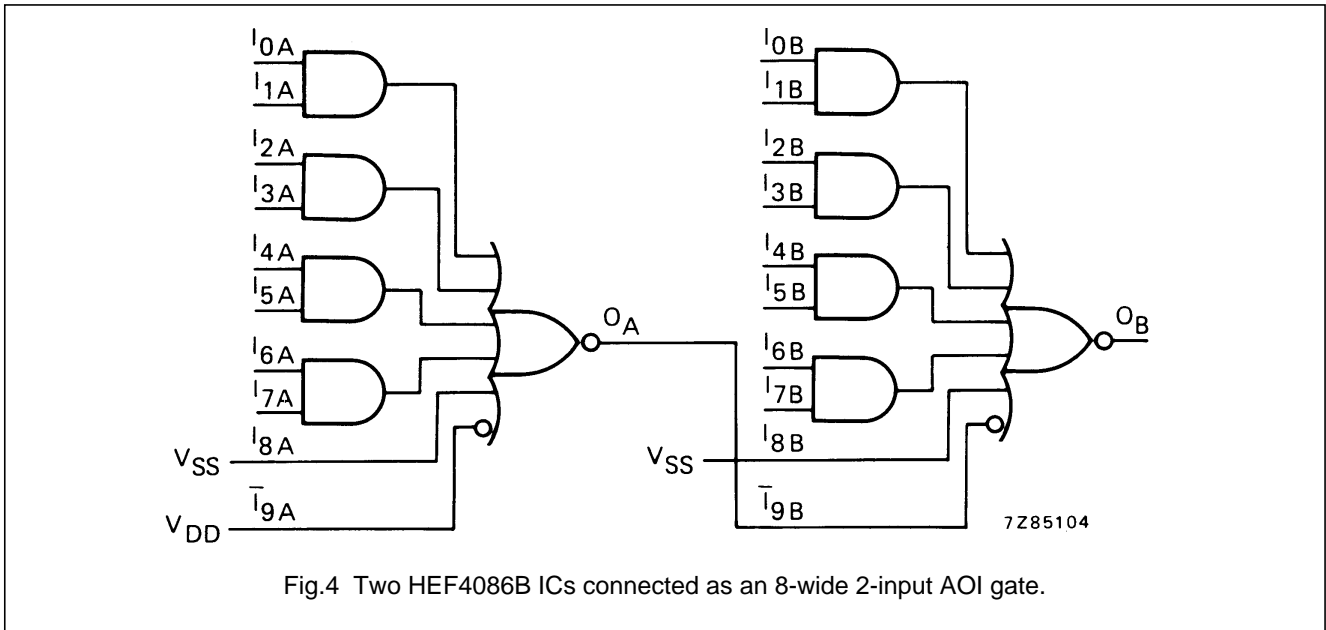 I0A
I1A
I2A
I3A
I4A
I5A
I6A
I7A
I8A
VSS
Ī9A
VDD
OA
I0B
I1B
I2B
I3B
I4B
I5B
I6B
I7B
I8B
VSS
Ī9B
OB
7Z85104
Fig.4 Two HEF4086B ICs connected as an 8-wide 2-input AOI gate.